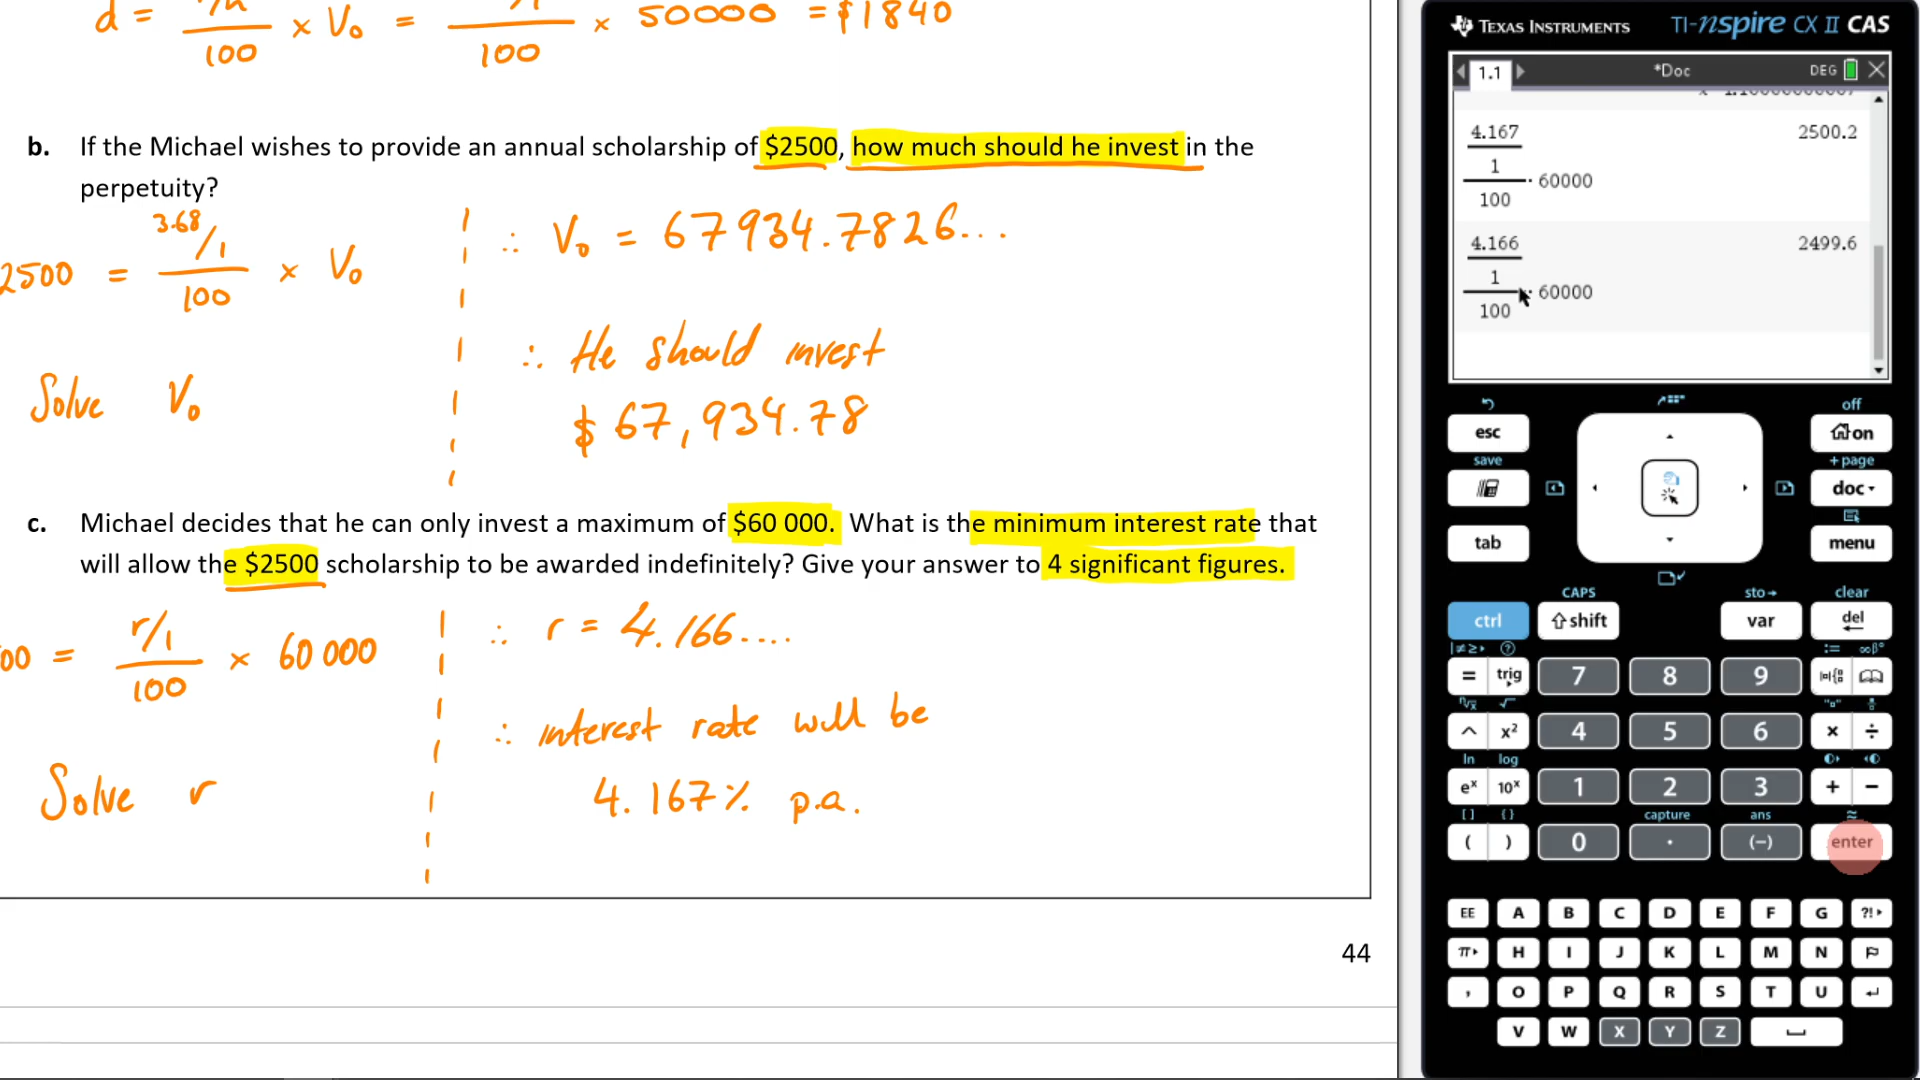 d = × V₀ = × 50000 = $1840
100 100
b. If the Michael wishes to provide an annual scholarship of $2500, how much should he invest in the
perpetuity?
2500 = 3.68/1 / 100 × V₀
Solve V₀
∴ V₀ = 67934.7826...
∴ He should invest
$67,934.78
c. Michael decides that he can only invest a maximum of $60 000. What is the minimum interest rate that
will allow the $2500 scholarship to be awarded indefinitely? Give your answer to 4 significant figures.
00 = r/1 / 100 × 60 000
Solve r
∴ r = 4.166....
∴ interest rate will be
4.167% p.a.
44
TEXAS INSTRUMENTS TI-nspire CX II CAS
1.1 *Doc DEG
4.167 2500.2
1
100 · 60000
4.166 2499.6
1
100 · 60000
off
esc on
save + page
doc
tab menu
CAPS sto→ clear
ctrl shift var del
= trig 7 8 9
^ x² 4 5 6 × ÷
ln log
eˣ 10ˣ 1 2 3 + −
[ ] { } capture ans ≈
( ) 0 . (−) enter
EE A B C D E F G ?!
π H I J K L M N
, O P Q R S T U
V W X Y Z